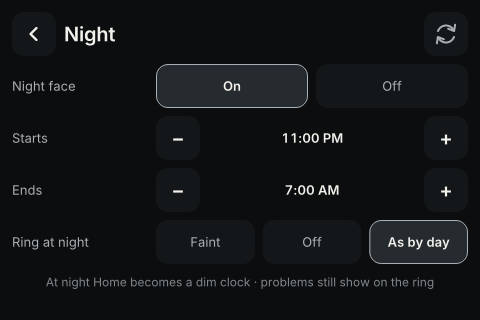 Night
Night face On Off
Starts − 11:00 PM +
Ends − 7:00 AM +
Ring at night Faint Off As by day
At night Home becomes a dim clock · problems still show on the ring